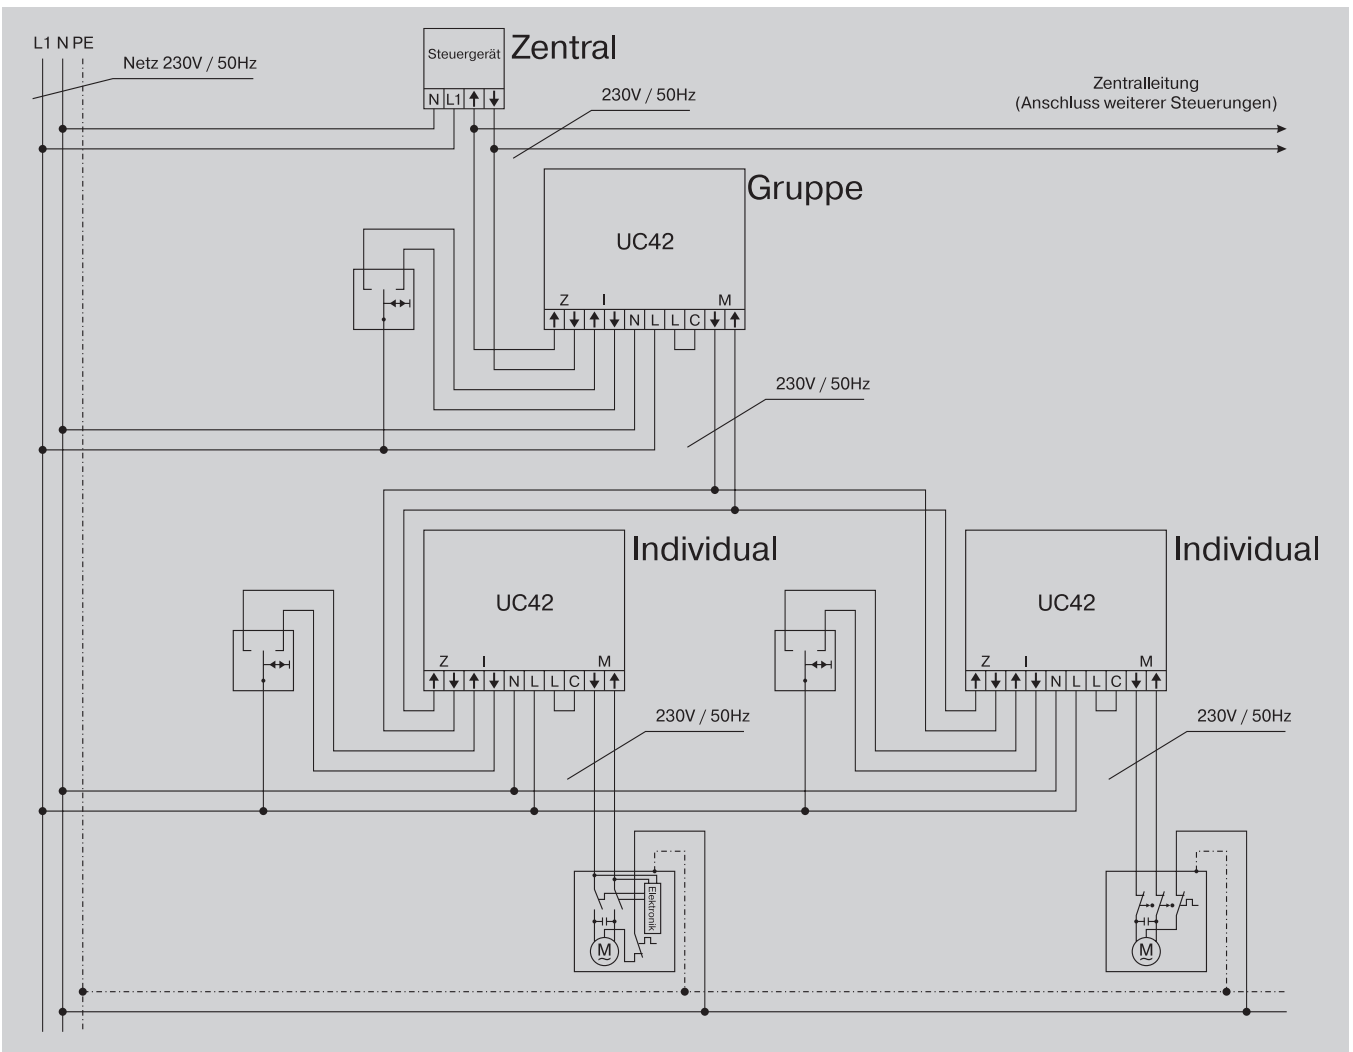 L1 N PE
Netz 230V / 50Hz
Steuergerät
Zentral
N L1
230V / 50Hz
Zentralleitung
(Anschluss weiterer Steuerungen)
Gruppe
UC42
Z I M
N L L C
230V / 50Hz
Individual
UC42
Z I M
N L L C
230V / 50Hz
Elektronik
M
Individual
UC42
Z I M
N L L C
230V / 50Hz
M